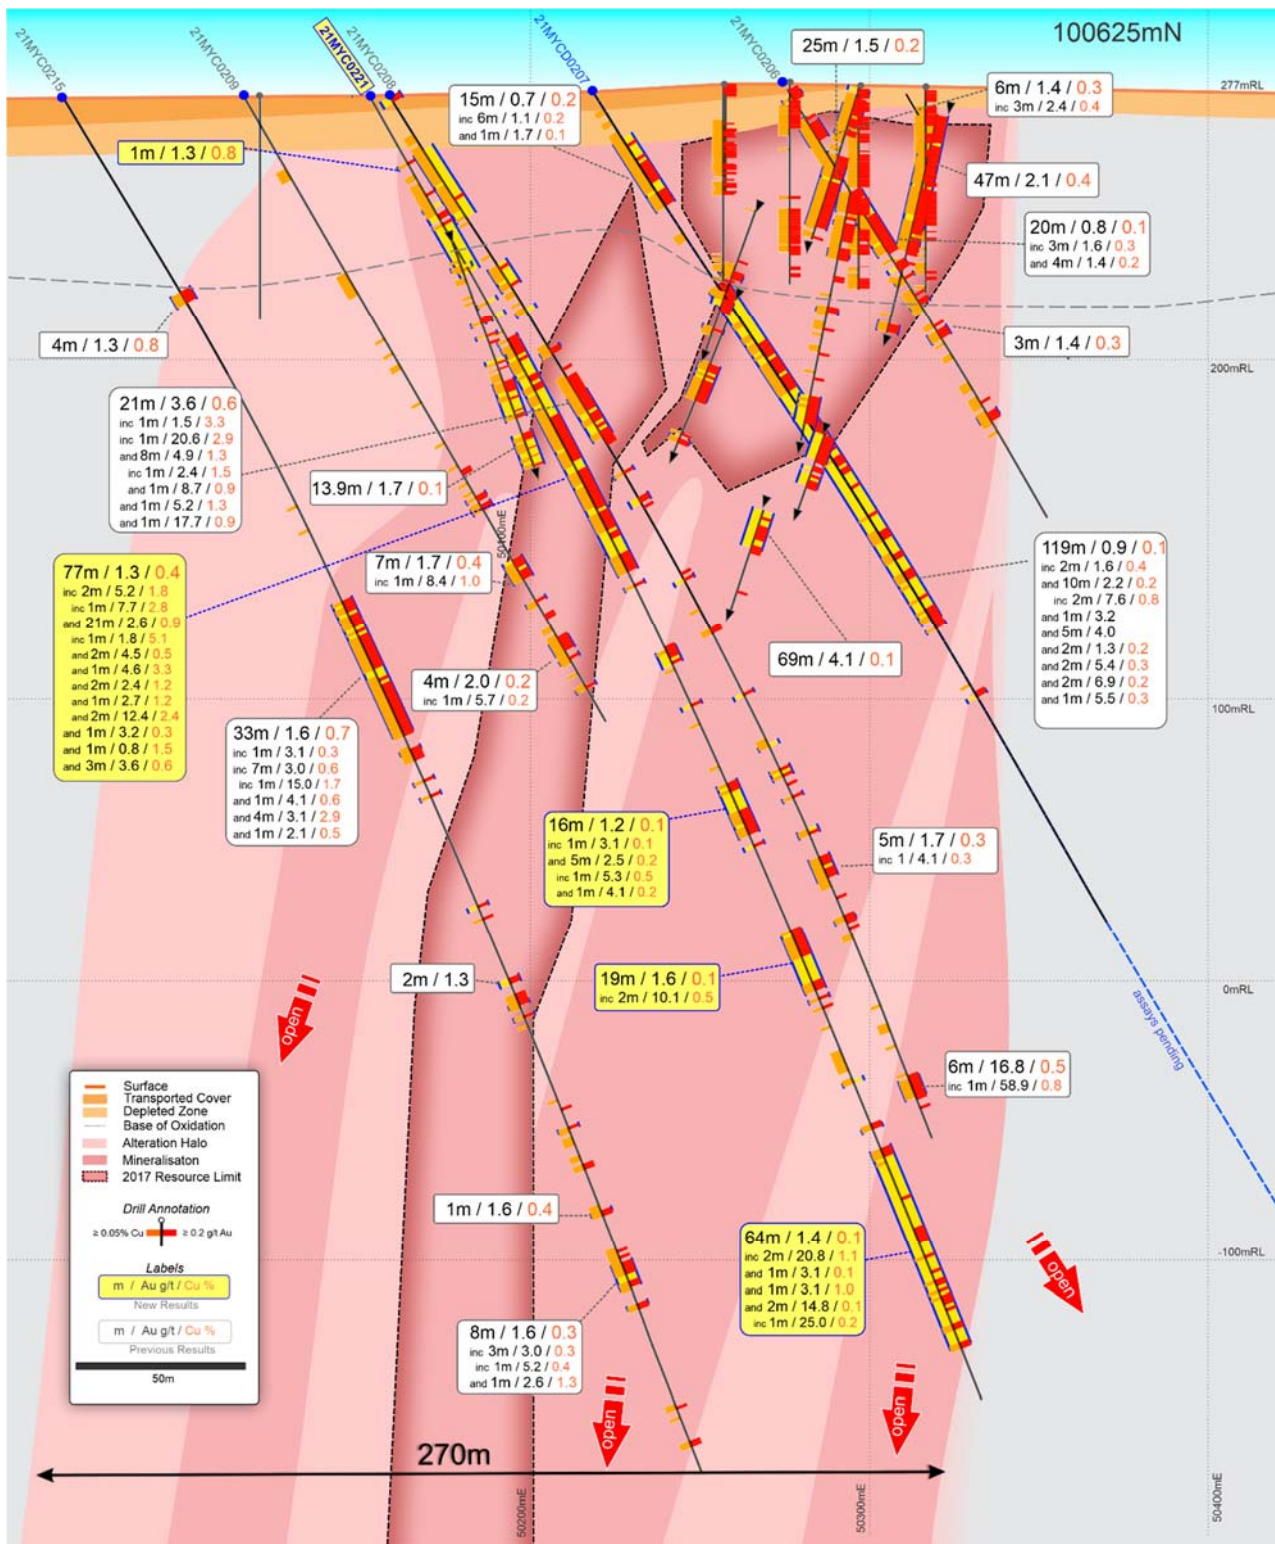 21MYC0215
21MYC0209
21MYC0221
21MYC0208
21MYCD0207
21MYC0206
100625mN
277mRL
25m / 1.5 / 0.2
6m / 1.4 / 0.3
inc 3m / 2.4 / 0.4
15m / 0.7 / 0.2
inc 6m / 1.1 / 0.2
and 1m / 1.7 / 0.1
1m / 1.3 / 0.8
47m / 2.1 / 0.4
20m / 0.8 / 0.1
inc 3m / 1.6 / 0.3
and 4m / 1.4 / 0.2
4m / 1.3 / 0.8
3m / 1.4 / 0.3
200mRL
21m / 3.6 / 0.6
inc 1m / 1.5 / 3.3
inc 1m / 20.6 / 2.9
and 8m / 4.9 / 1.3
inc 1m / 2.4 / 1.5
and 1m / 8.7 / 0.9
and 1m / 5.2 / 1.3
and 1m / 17.7 / 0.9
13.9m / 1.7 / 0.1
50100mE
7m / 1.7 / 0.4
inc 1m / 8.4 / 1.0
77m / 1.3 / 0.4
inc 2m / 5.2 / 1.8
inc 1m / 7.7 / 2.8
and 21m / 2.6 / 0.9
inc 1m / 1.8 / 5.1
and 2m / 4.5 / 0.5
and 1m / 4.6 / 3.3
and 2m / 2.4 / 1.2
and 1m / 2.7 / 1.2
and 2m / 12.4 / 2.4
and 1m / 3.2 / 0.3
and 1m / 0.8 / 1.5
and 3m / 3.6 / 0.6
119m / 0.9 / 0.1
inc 2m / 1.6 / 0.4
and 10m / 2.2 / 0.2
inc 2m / 7.6 / 0.8
and 1m / 3.2
and 5m / 4.0
and 2m / 1.3 / 0.2
and 2m / 5.4 / 0.3
and 2m / 6.9 / 0.2
and 1m / 5.5 / 0.3
69m / 4.1 / 0.1
4m / 2.0 / 0.2
inc 1m / 5.7 / 0.2
100mRL
33m / 1.6 / 0.7
inc 1m / 3.1 / 0.3
inc 7m / 3.0 / 0.6
inc 1m / 15.0 / 1.7
and 1m / 4.1 / 0.6
and 4m / 3.1 / 2.9
and 1m / 2.1 / 0.5
16m / 1.2 / 0.1
inc 1m / 3.1 / 0.1
and 5m / 2.5 / 0.2
inc 1m / 5.3 / 0.5
and 1m / 4.1 / 0.2
5m / 1.7 / 0.3
inc 1 / 4.1 / 0.3
2m / 1.3
19m / 1.6 / 0.1
inc 2m / 10.1 / 0.5
0mRL
assays pending
open
6m / 16.8 / 0.5
inc 1m / 58.9 / 0.8
Surface
Transported Cover
Depleted Zone
Base of Oxidation
Alteration Halo
Mineralisaton
2017 Resource Limit
Drill Annotation
≥ 0.05% Cu
≥ 0.2 g/t Au
Labels
m / Au g/t / Cu %
New Results
m / Au g/t / Cu %
Previous Results
50m
1m / 1.6 / 0.4
64m / 1.4 / 0.1
inc 2m / 20.8 / 1.1
and 1m / 3.1 / 0.1
and 1m / 3.1 / 1.0
and 2m / 14.8 / 0.1
inc 1m / 25.0 / 0.2
-100mRL
open
8m / 1.6 / 0.3
inc 3m / 3.0 / 0.3
inc 1m / 5.2 / 0.4
and 1m / 2.6 / 1.3
open
open
270m
50200mE
50300mE
50400mE